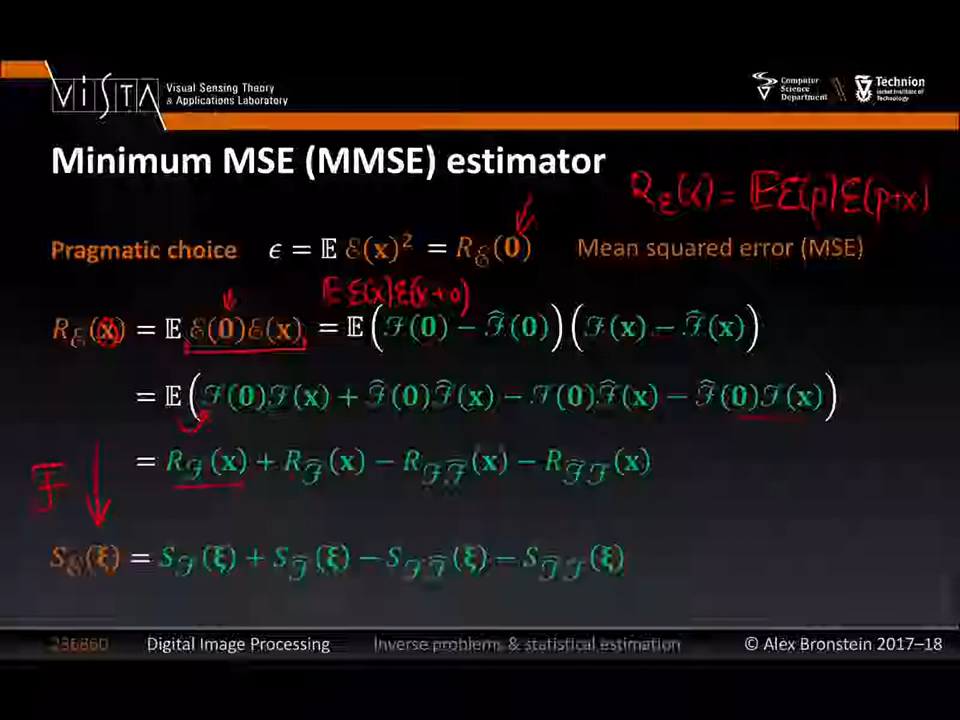 ViSTA Visual Sensing Theory & Applications Laboratory
Computer Science Department
Technion Israel Institute of Technology
Minimum MSE (MMSE) estimator
R_ℰ(x) = 𝔼ℰ(p)ℰ(p+x)
Pragmatic choice ϵ = 𝔼 ℰ(𝐱)² = R_ℰ(𝟎) Mean squared error (MSE)
𝔼 ℰ(x)ℰ(x+0)
R_ℰ(𝐱) = 𝔼 ℰ(𝟎)ℰ(𝐱) = 𝔼(ℱ(𝟎) − ℱ̂(𝟎))(ℱ(𝐱) − ℱ̂(𝐱))
= 𝔼(ℱ(𝟎)ℱ(𝐱) + ℱ̂(𝟎)ℱ̂(𝐱) − ℱ(𝟎)ℱ̂(𝐱) − ℱ̂(𝟎)ℱ(𝐱))
= R_ℱ(𝐱) + R_ℱ̂(𝐱) − R_ℱℱ̂(𝐱) − R_ℱ̂ℱ(𝐱)
F
S_ℰ(𝛏) = S_ℱ(𝛏) + S_ℱ̂(𝛏) − S_ℱℱ̂(𝛏) − S_ℱ̂ℱ(𝛏)
236860 Digital Image Processing Inverse problems & statistical estimation © Alex Bronstein 2017–18